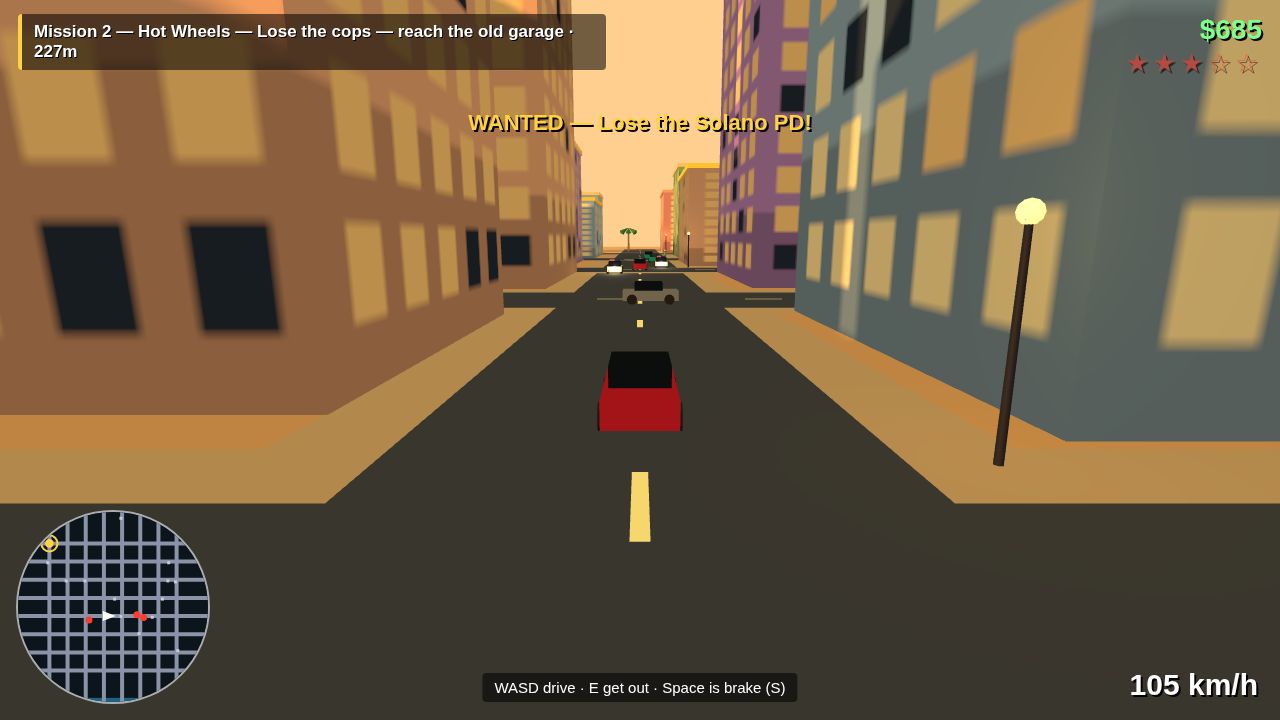 Mission 2 — Hot Wheels — Lose the cops — reach the old garage ·
227m
$685
★★★☆☆
WANTED — Lose the Solano PD!
WASD drive · E get out · Space is brake (S)
105 km/h